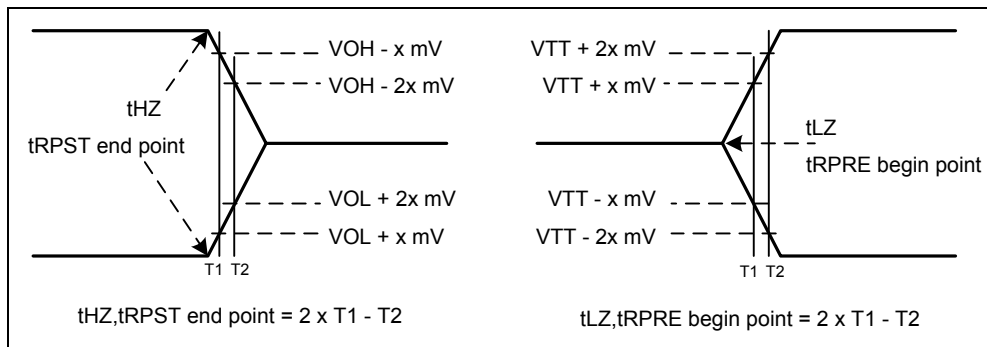 VOH - x mV
VOH - 2x mV
tHZ
tRPST end point
VOL + 2x mV
VOL + x mV
T1 T2
tHZ,tRPST end point = 2 x T1 - T2
VTT + 2x mV
VTT + x mV
tLZ
tRPRE begin point
VTT - x mV
VTT - 2x mV
T1 T2
tLZ,tRPRE begin point = 2 x T1 - T2